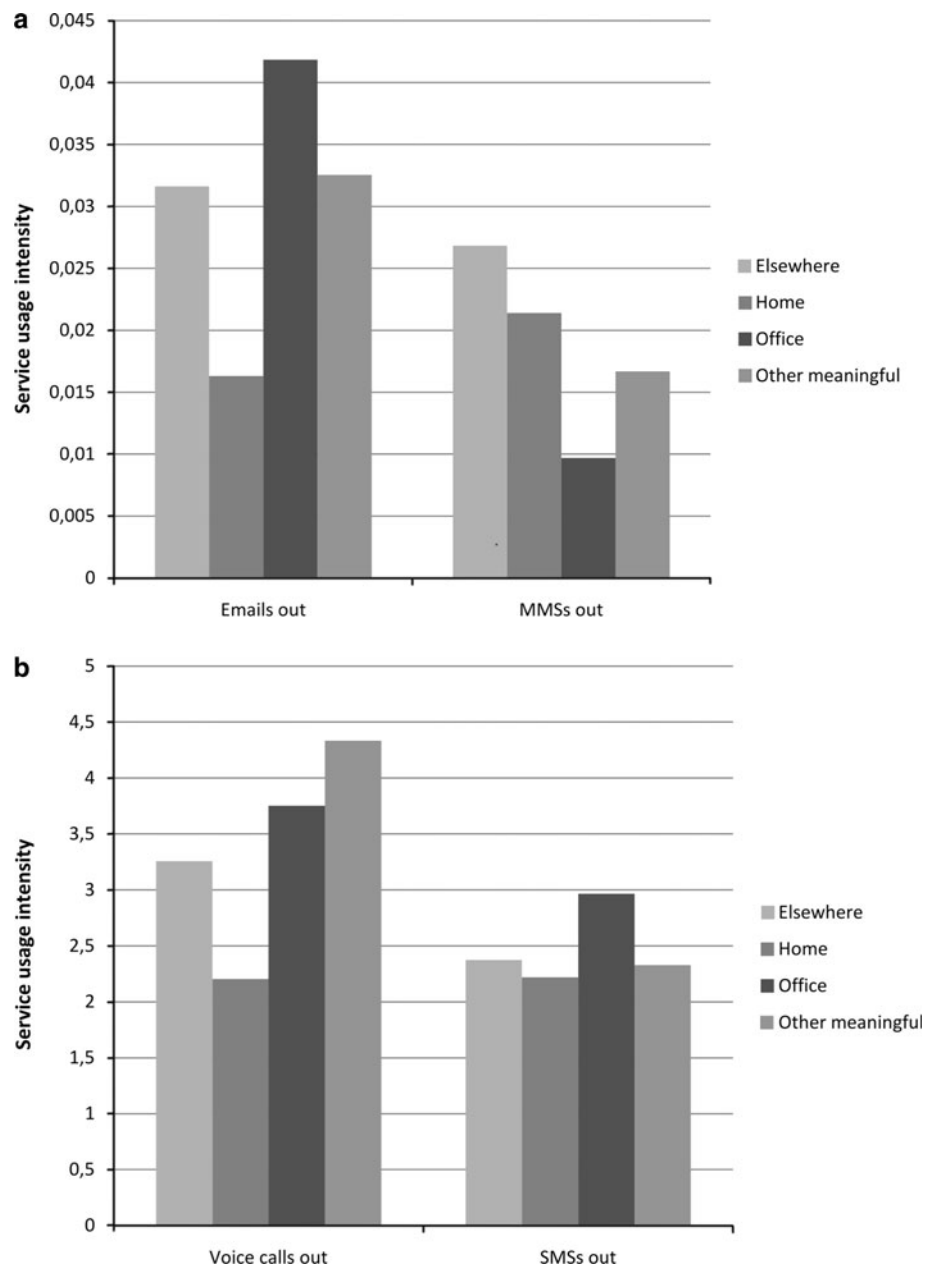 a
0,045
0,04
0,035
0,03
0,025
0,02
0,015
0,01
0,005
0
Service usage intensity
Emails out
MMSs out
Elsewhere
Home
Office
Other meaningful
b
5
4,5
4
3,5
3
2,5
2
1,5
1
0,5
0
Service usage intensity
Voice calls out
SMSs out
Elsewhere
Home
Office
Other meaningful